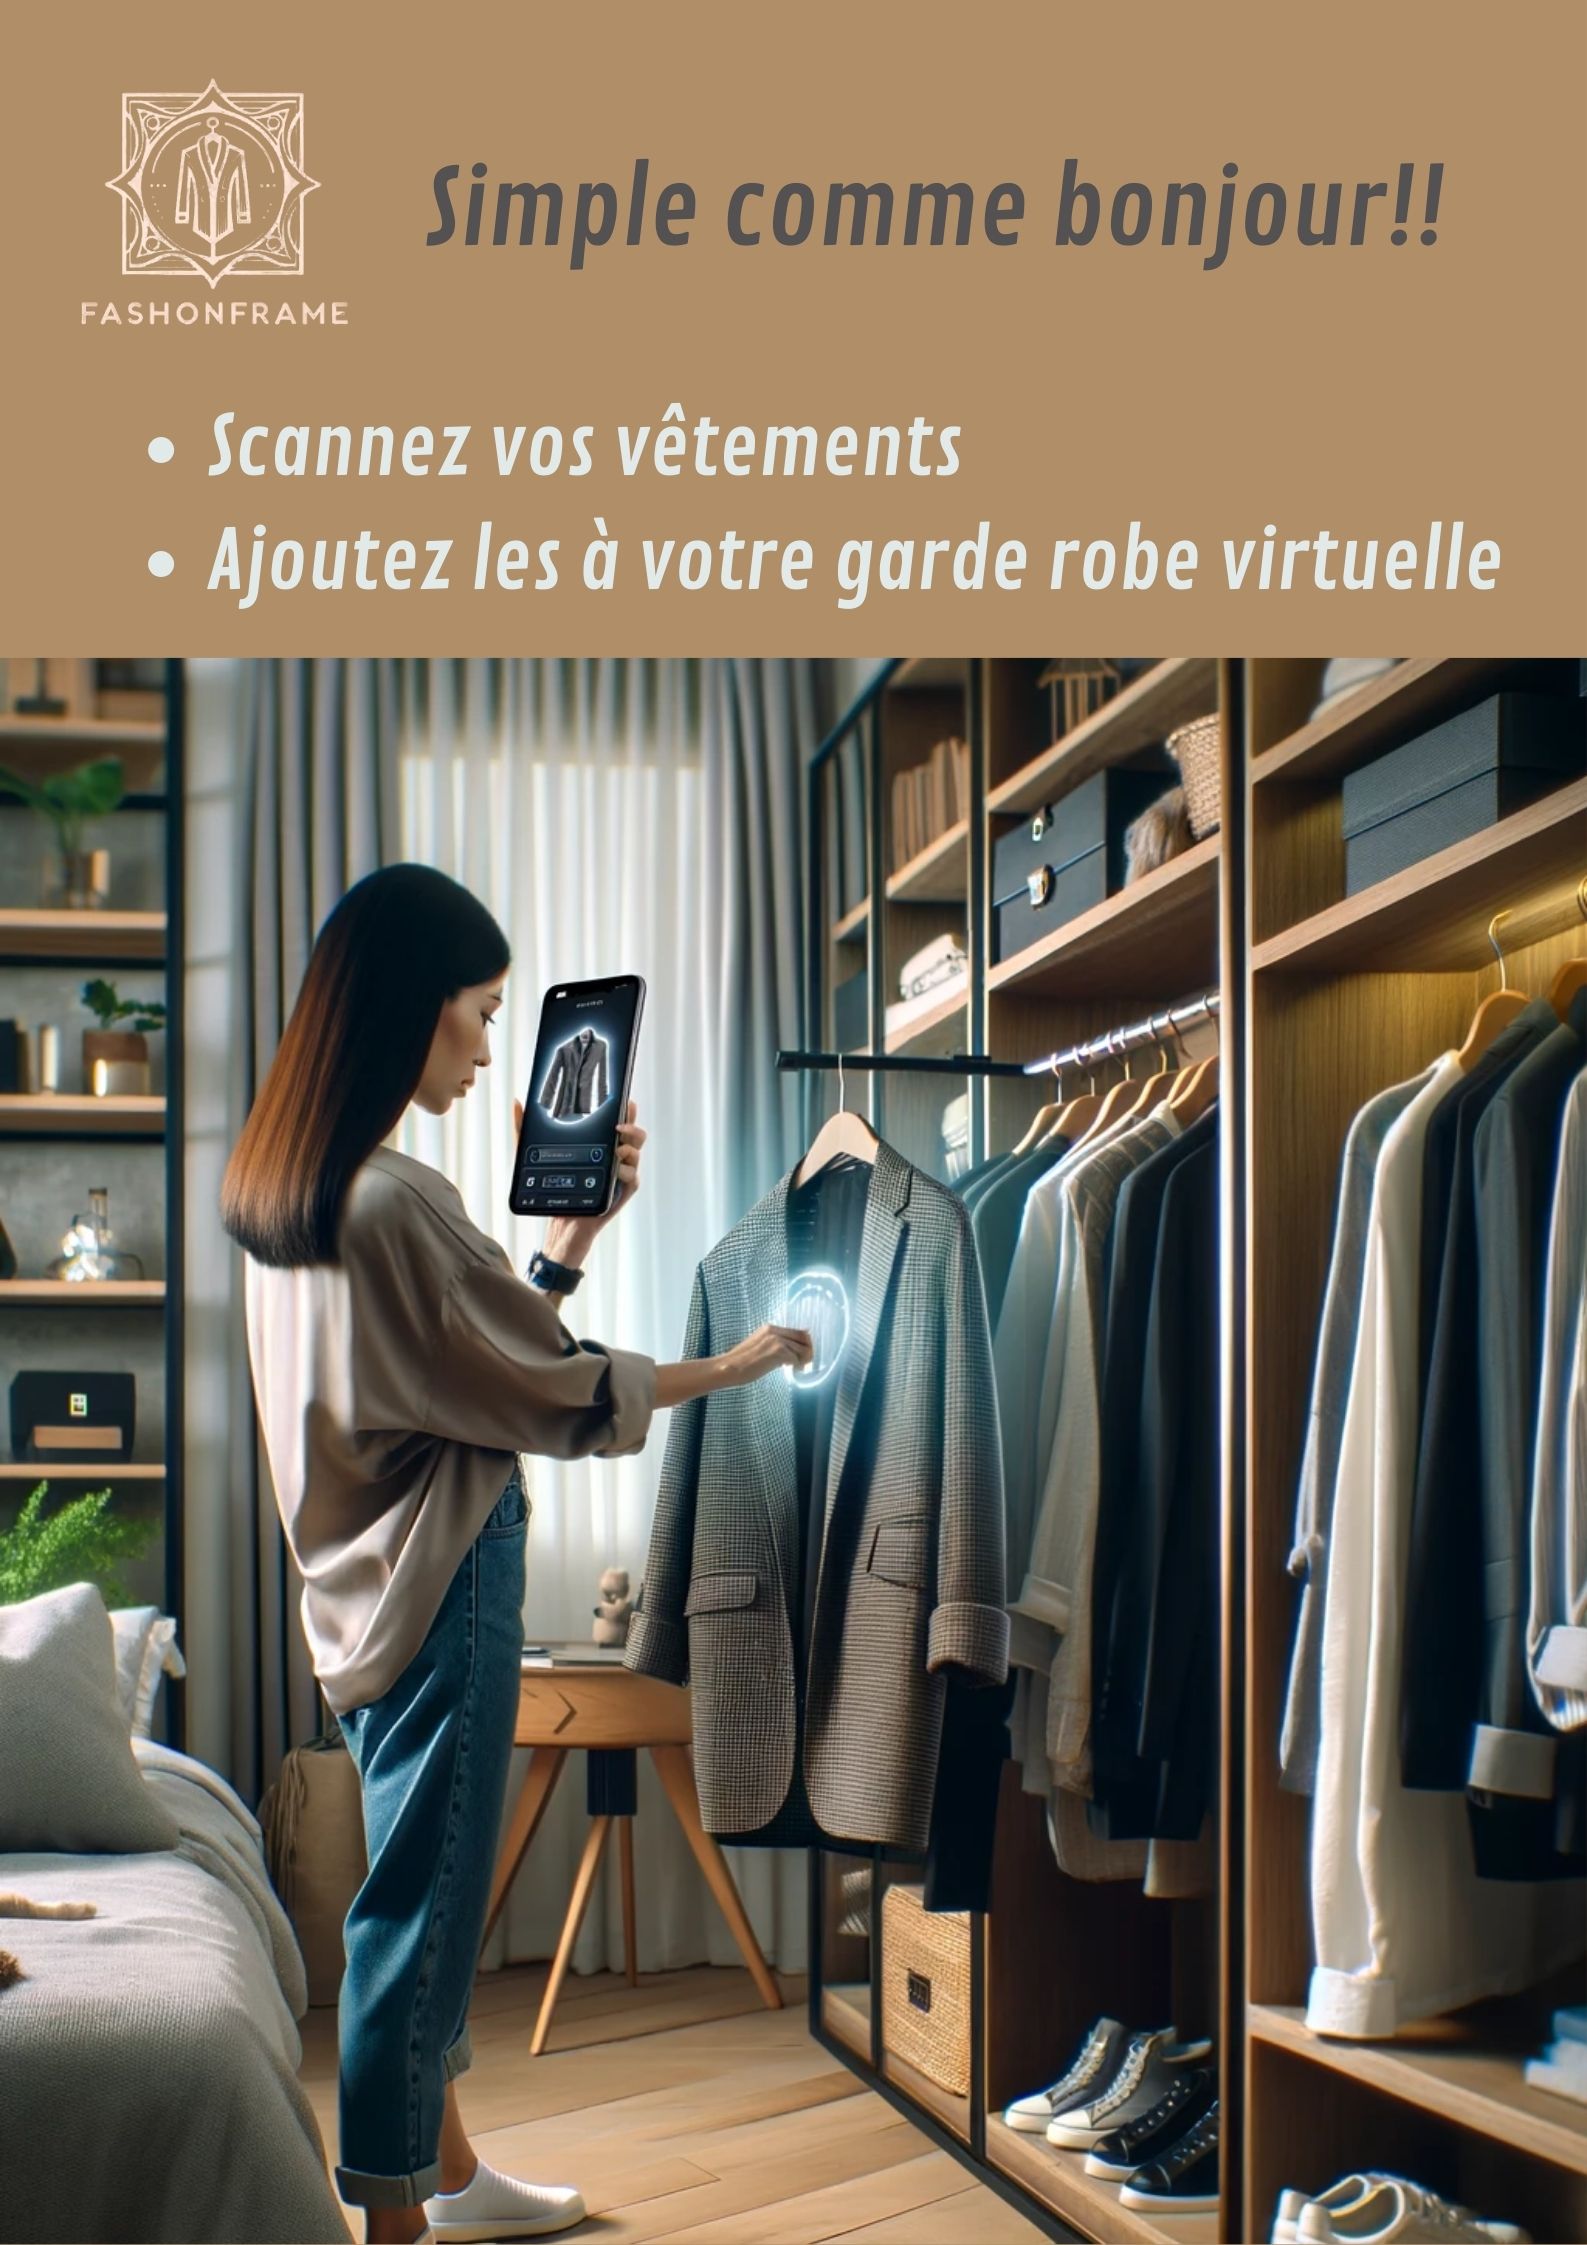 Simple comme bonjour!!
FASHONFRAME
• Scannez vos vêtements
• Ajoutez les à votre garde robe virtuelle